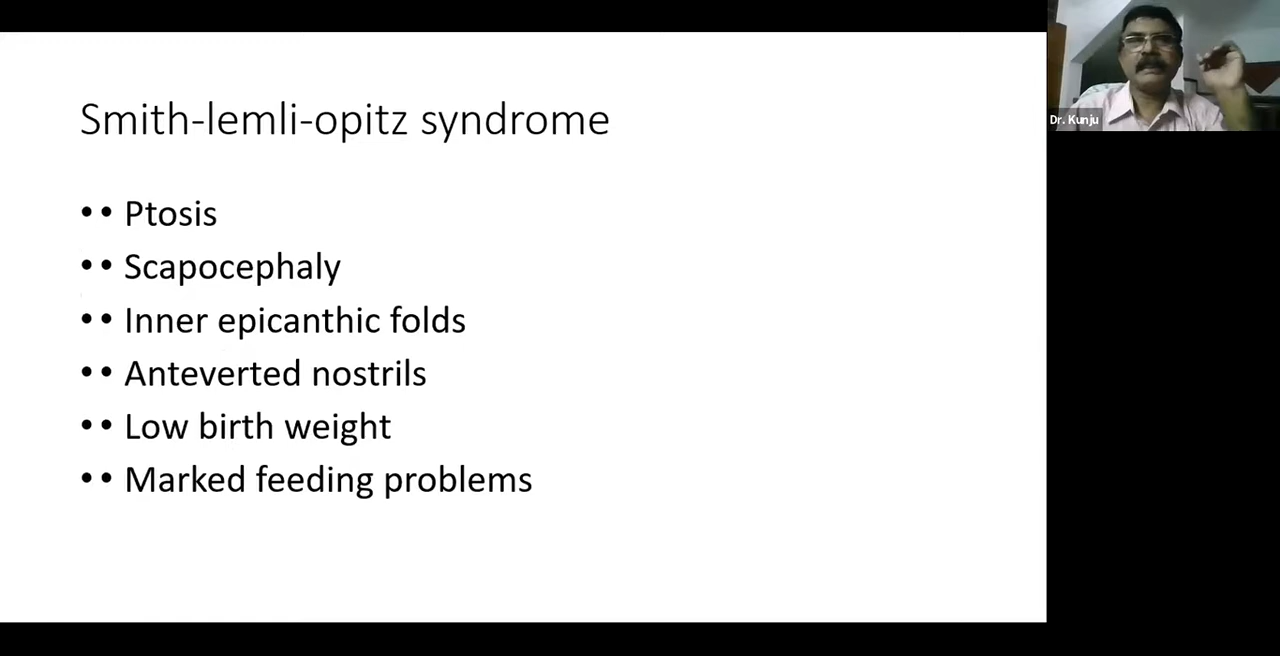 Smith-lemli-opitz syndrome
•• Ptosis
•• Scapocephaly
•• Inner epicanthic folds
•• Anteverted nostrils
•• Low birth weight
•• Marked feeding problems
Dr. Kunju